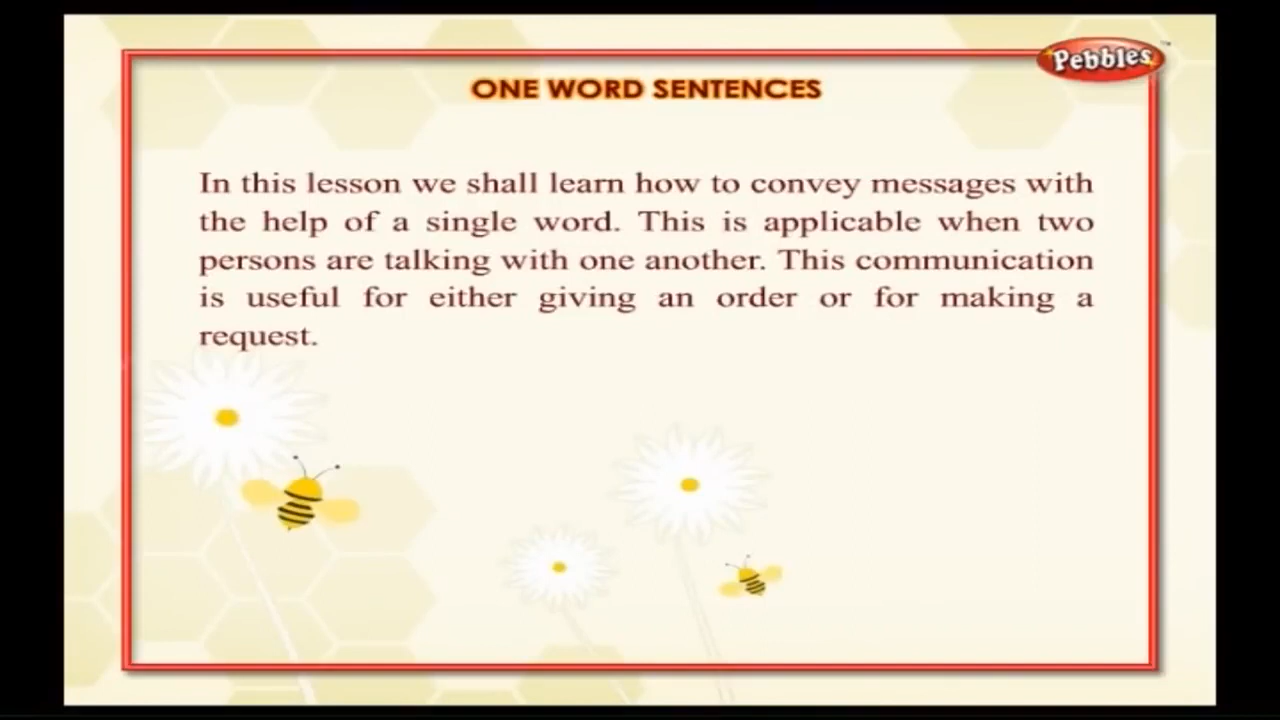 Pebbles™
ONE WORD SENTENCES
In this lesson we shall learn how to convey messages with
the help of a single word. This is applicable when two
persons are talking with one another. This communication
is useful for either giving an order or for making a
request.